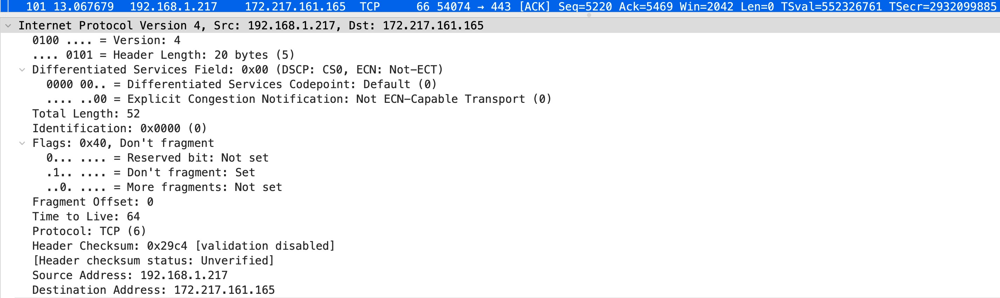 101 13.067679 192.168.1.217 172.217.161.165 TCP 66 54074 → 443 [ACK] Seq=5220 Ack=5469 Win=2042 Len=0 TSval=552326761 TSecr=2932099885
Internet Protocol Version 4, Src: 192.168.1.217, Dst: 172.217.161.165
0100 .... = Version: 4
.... 0101 = Header Length: 20 bytes (5)
Differentiated Services Field: 0x00 (DSCP: CS0, ECN: Not-ECT)
0000 00.. = Differentiated Services Codepoint: Default (0)
.... ..00 = Explicit Congestion Notification: Not ECN-Capable Transport (0)
Total Length: 52
Identification: 0x0000 (0)
Flags: 0x40, Don't fragment
0... .... = Reserved bit: Not set
.1.. .... = Don't fragment: Set
..0. .... = More fragments: Not set
Fragment Offset: 0
Time to Live: 64
Protocol: TCP (6)
Header Checksum: 0x29c4 [validation disabled]
[Header checksum status: Unverified]
Source Address: 192.168.1.217
Destination Address: 172.217.161.165